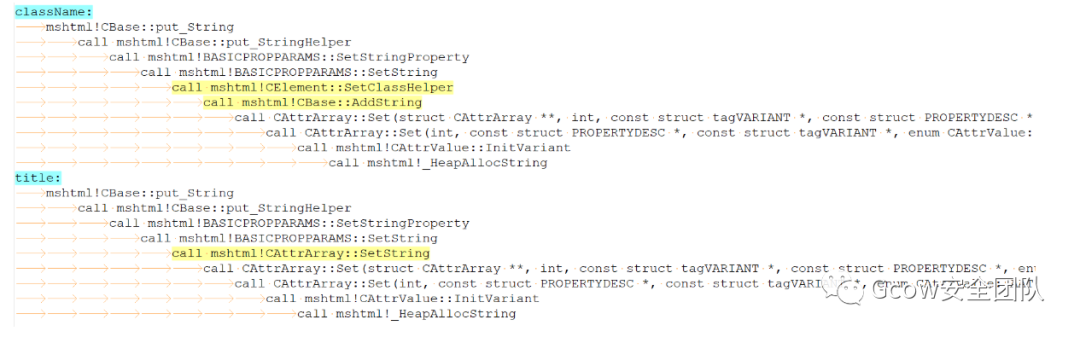 className:
mshtml!CBase::put_String
call mshtml!CBase::put_StringHelper
call mshtml!BASICPROPPARAMS::SetStringProperty
call mshtml!BASICPROPPARAMS::SetString
call mshtml!CElement::SetClassHelper
call mshtml!CBase::AddString
call CAttrArray::Set(struct CAttrArray **, int, const struct tagVARIANT *, const struct PROPERTYDESC *
call CAttrArray::Set(int, const struct PROPERTYDESC *, const struct tagVARIANT *, enum CAttrValue:
call mshtml!CAttrValue::InitVariant
call mshtml!_HeapAllocString
title:
mshtml!CBase::put_String
call mshtml!CBase::put_StringHelper
call mshtml!BASICPROPPARAMS::SetStringProperty
call mshtml!BASICPROPPARAMS::SetString
call mshtml!CAttrArray::SetString
call CAttrArray::Set(struct CAttrArray **, int, const struct tagVARIANT *, const struct PROPERTYDESC *, en
call CAttrArray::Set(int, const struct PROPERTYDESC *, const struct tagVARIANT *, enum
call mshtml!CAttrValue::InitVariant
call mshtml!_HeapAllocString
Gcow安全团队